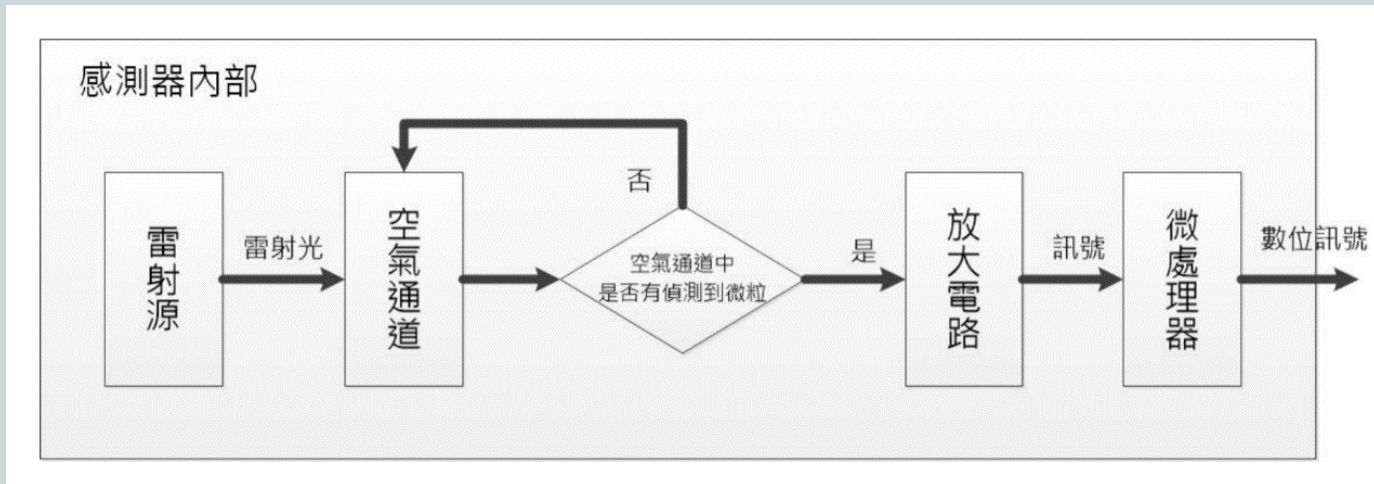 感測器內部
雷射源
雷射光
空氣通道
否
空氣通道中
是否有偵測到微粒
是
放大電路
訊號
微處理器
數位訊號